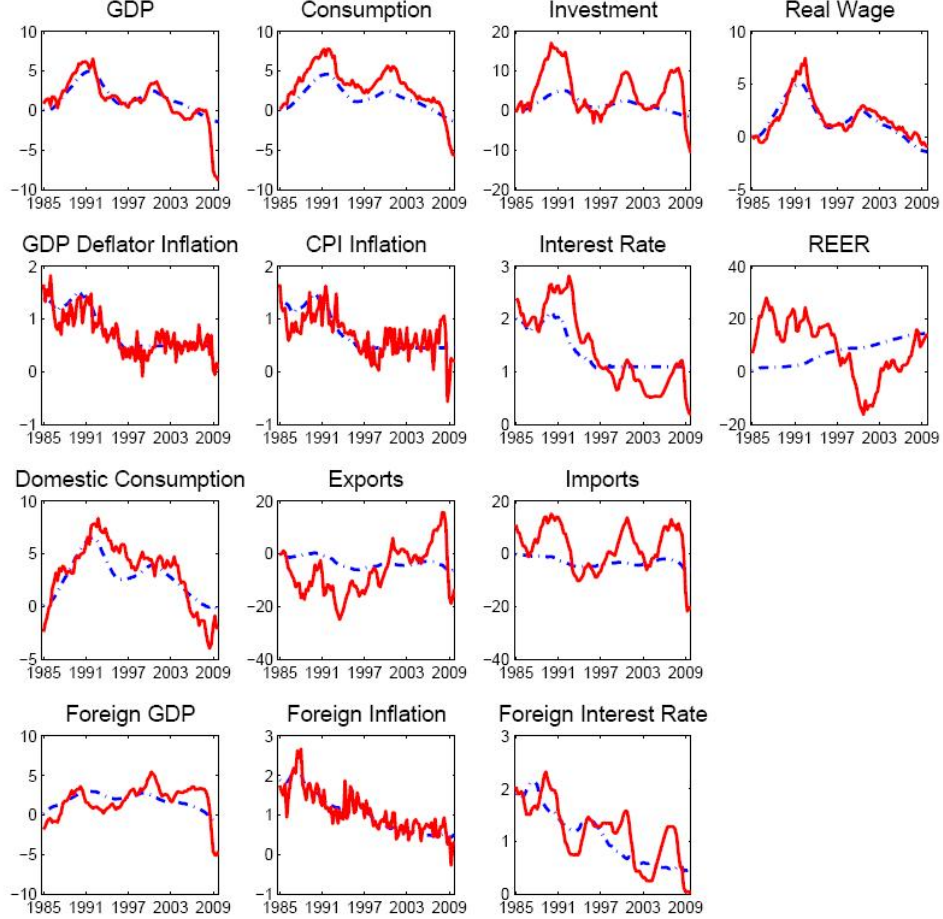 GDP
10
5
0
−5
−10
1985 1991 1997 2003 2009
Consumption
10
5
0
−5
−10
1985 1991 1997 2003 2009
Investment
20
10
0
−10
−20
1985 1991 1997 2003 2009
Real Wage
10
5
0
−5
1985 1991 1997 2003 2009
GDP Deflator Inflation
2
1
0
−1
1985 1991 1997 2003 2009
CPI Inflation
2
1
0
−1
1985 1991 1997 2003 2009
Interest Rate
3
2
1
0
1985 1991 1997 2003 2009
REER
40
20
0
−20
1985 1991 1997 2003 2009
Domestic Consumption
10
5
0
−5
1985 1991 1997 2003 2009
Exports
20
0
−20
−40
1985 1991 1997 2003 2009
Imports
20
0
−20
−40
1985 1991 1997 2003 2009
Foreign GDP
10
5
0
−5
−10
1985 1991 1997 2003 2009
Foreign Inflation
3
2
1
0
−1
1985 1991 1997 2003 2009
Foreign Interest Rate
3
2
1
0
1985 1991 1997 2003 2009